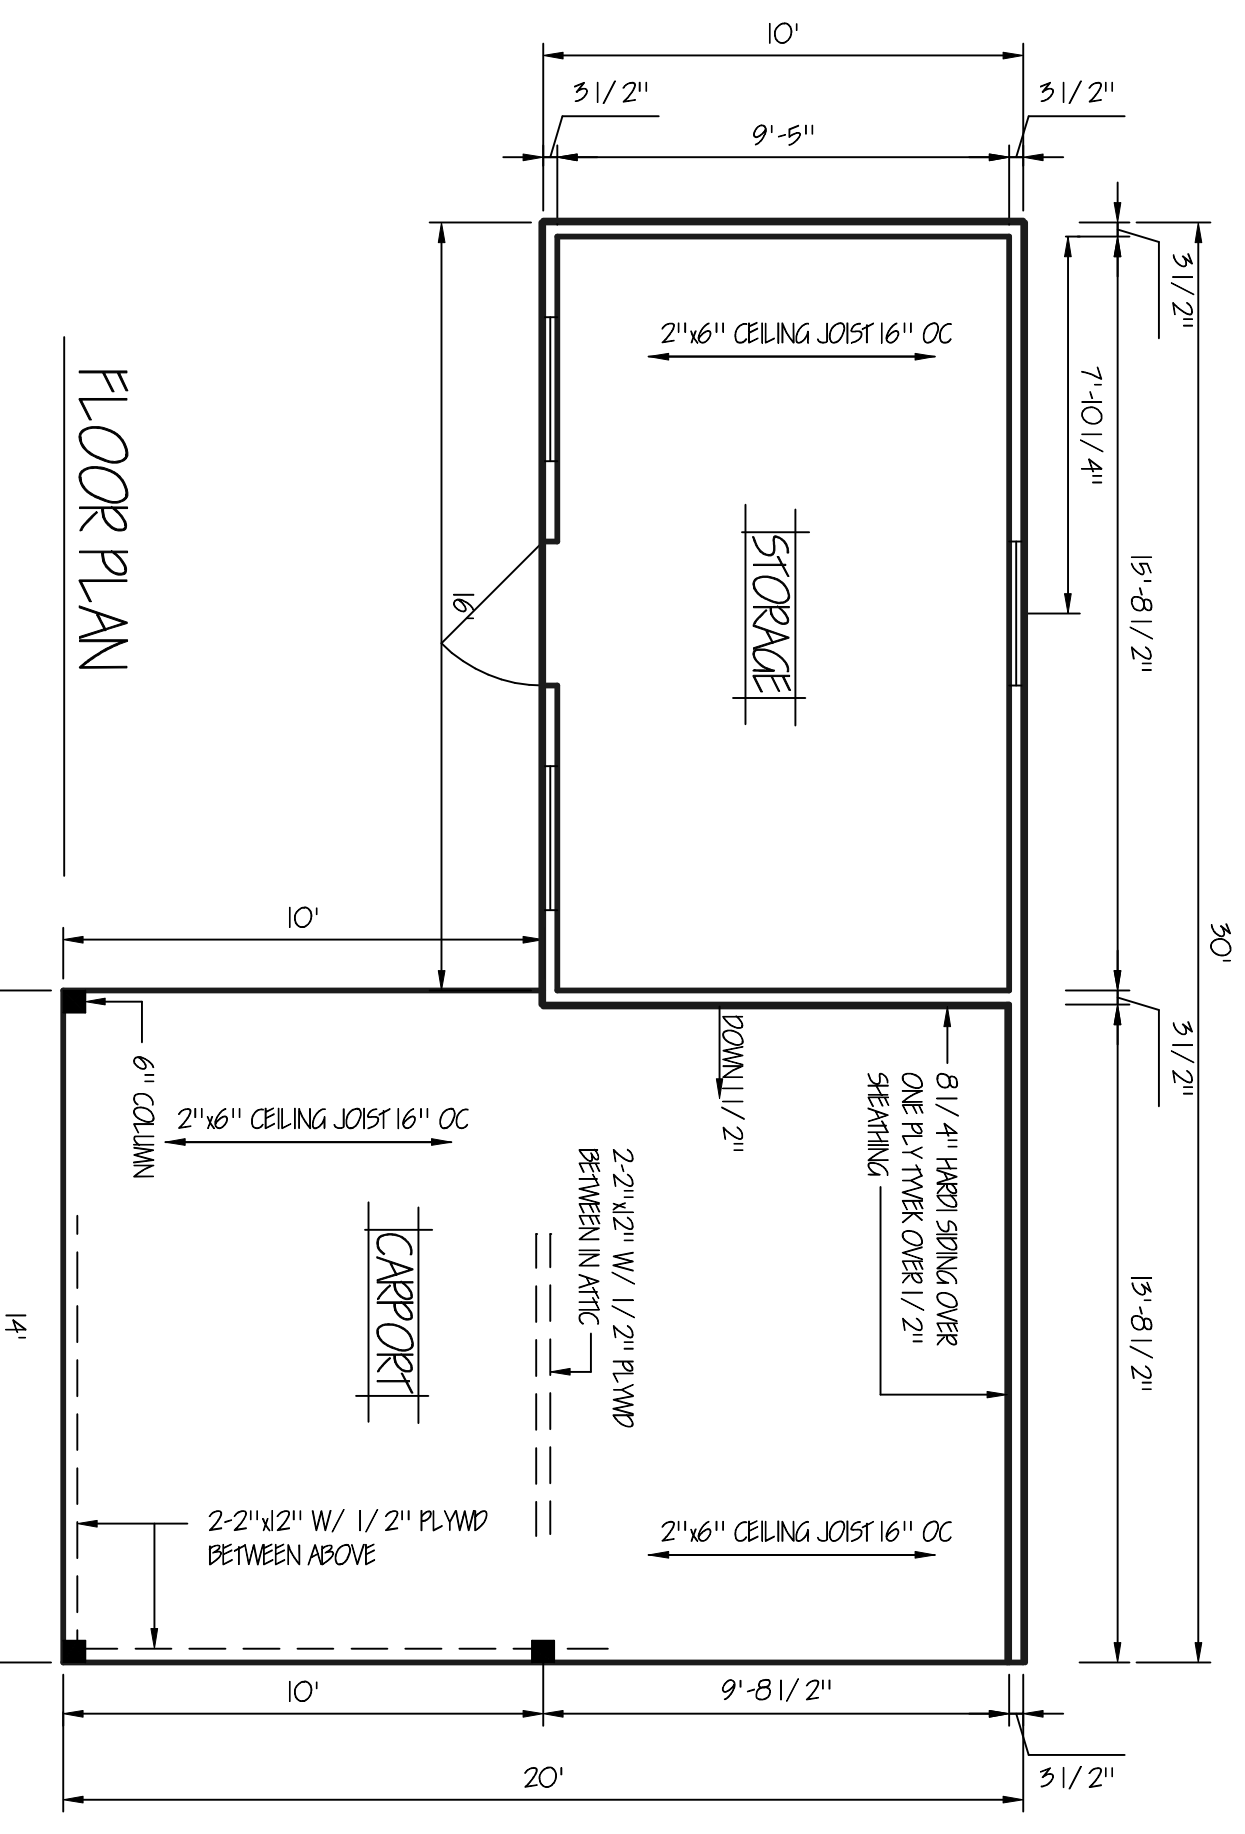 10'
3 1/2"
3 1/2"
9'-5"
3 1/2"
7'-10 1/4"
15'-8 1/2"
30'
2"x6" CEILING JOIST 16" OC
STORAGE
16'
FLOOR PLAN
10'
3 1/2"
DOWN 1 1/2"
8 1/4" HARDI SIDING OVER
ONE PLY TYVEK OVER 1/2"
SHEATHING
6" COLUMN
2"x6" CEILING JOIST 16" OC
2-2"x12" W/ 1/2" PLYWD
BETWEEN IN ATTIC
CARPORT
13'-8 1/2"
14'
2-2"x12" W/ 1/2" PLYWD
BETWEEN ABOVE
2"x6" CEILING JOIST 16" OC
10'
9'-8 1/2"
3 1/2"
20'